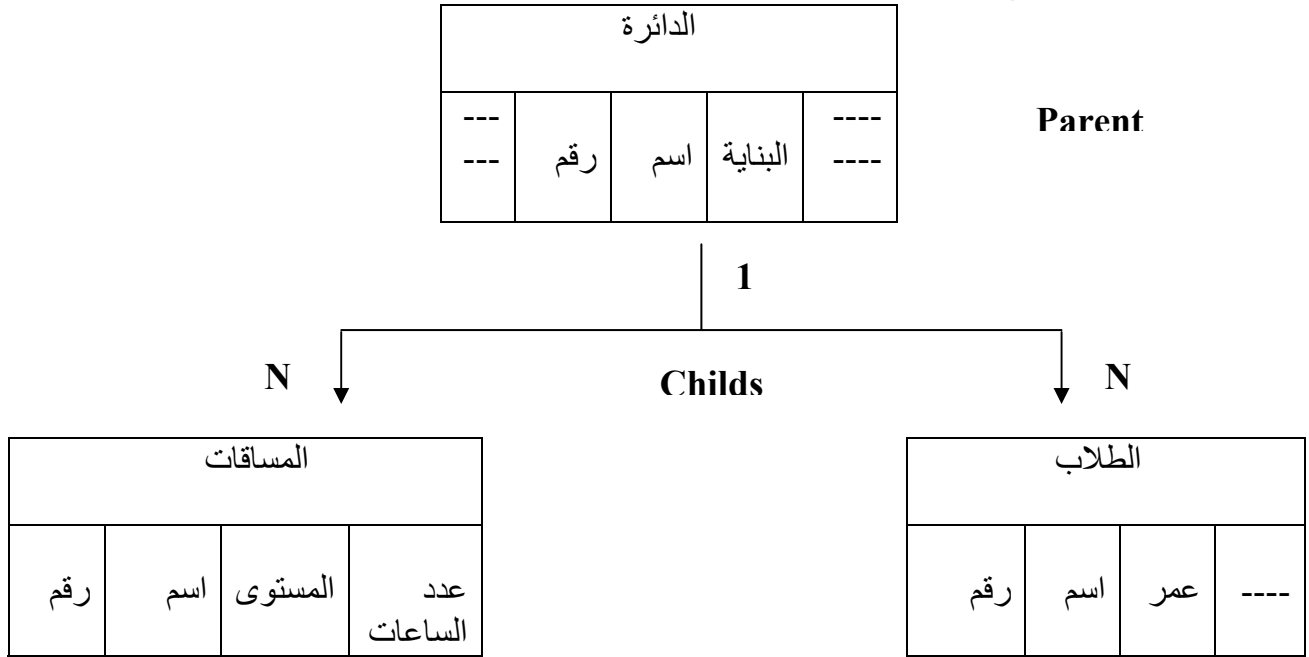 الدائرة
Parent
--- رقم اسم البناية ----
--- ----
1
N Childs N
المساقات
رقم اسم المستوى عدد
الساعات
الطلاب
رقم اسم عمر ----